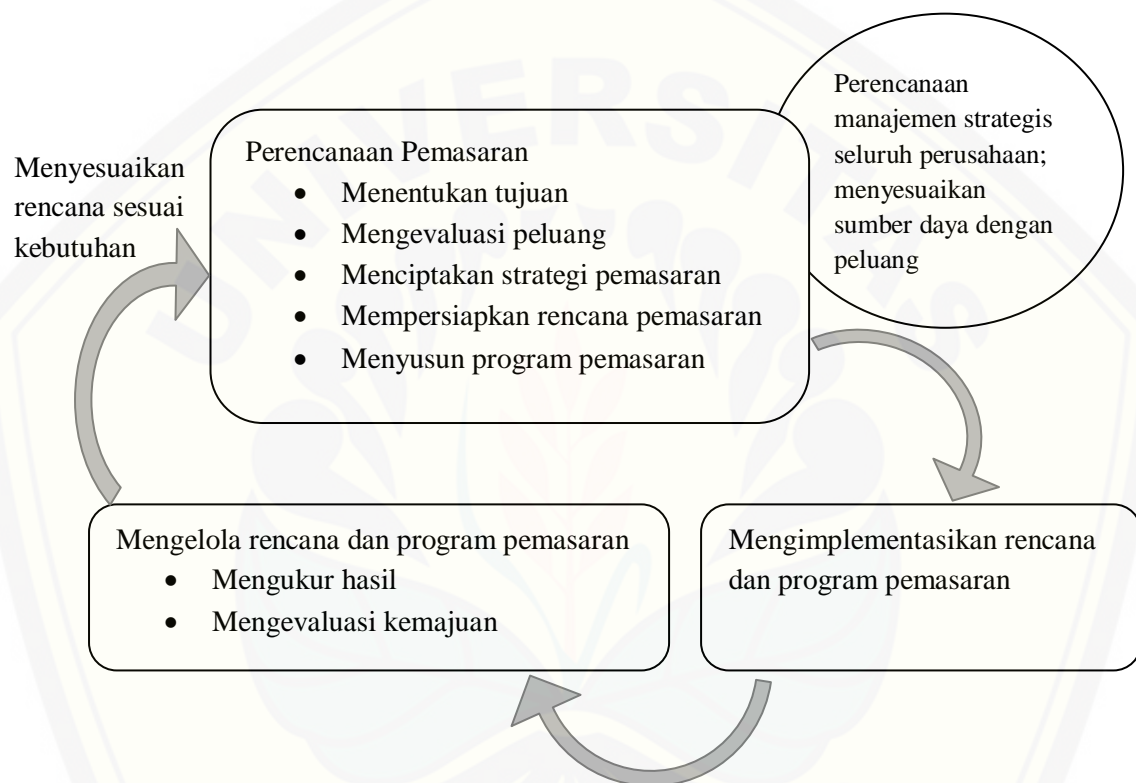 Menyesuaikan
rencana sesuai
kebutuhan
Perencanaan Pemasaran
• Menentukan tujuan
• Mengevaluasi peluang
• Menciptakan strategi pemasaran
• Mempersiapkan rencana pemasaran
• Menyusun program pemasaran
Perencanaan
manajemen strategis
seluruh perusahaan;
menyesuaikan
sumber daya dengan
peluang
Mengelola rencana dan program pemasaran
• Mengukur hasil
• Mengevaluasi kemajuan
Mengimplementasikan rencana
dan program pemasaran
UNIVERSITAS